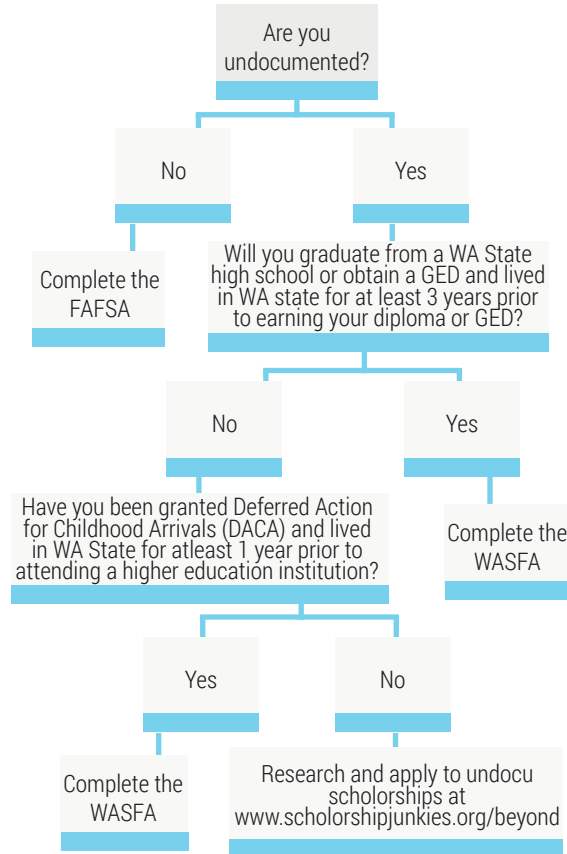 Are you
undocumented?
No
Yes
Complete the
FAFSA
Will you graduate from a WA State
high school or obtain a GED and lived
in WA state for at least 3 years prior
to earning your diploma or GED?
No
Yes
Have you been granted Deferred Action
for Childhood Arrivals (DACA) and lived
in WA State for atleast 1 year prior to
attending a higher education institution?
Complete the
WASFA
Yes
No
Complete the
WASFA
Research and apply to undocu
scholorships at
www.scholorshipjunkies.org/beyond